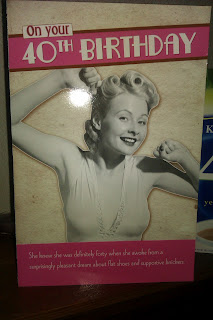 On your
40TH BIRTHDAY
She knew she was definitely forty when she awoke from a
surprisingly pleasant dream about flat shoes and supportive knickers.
K
ye